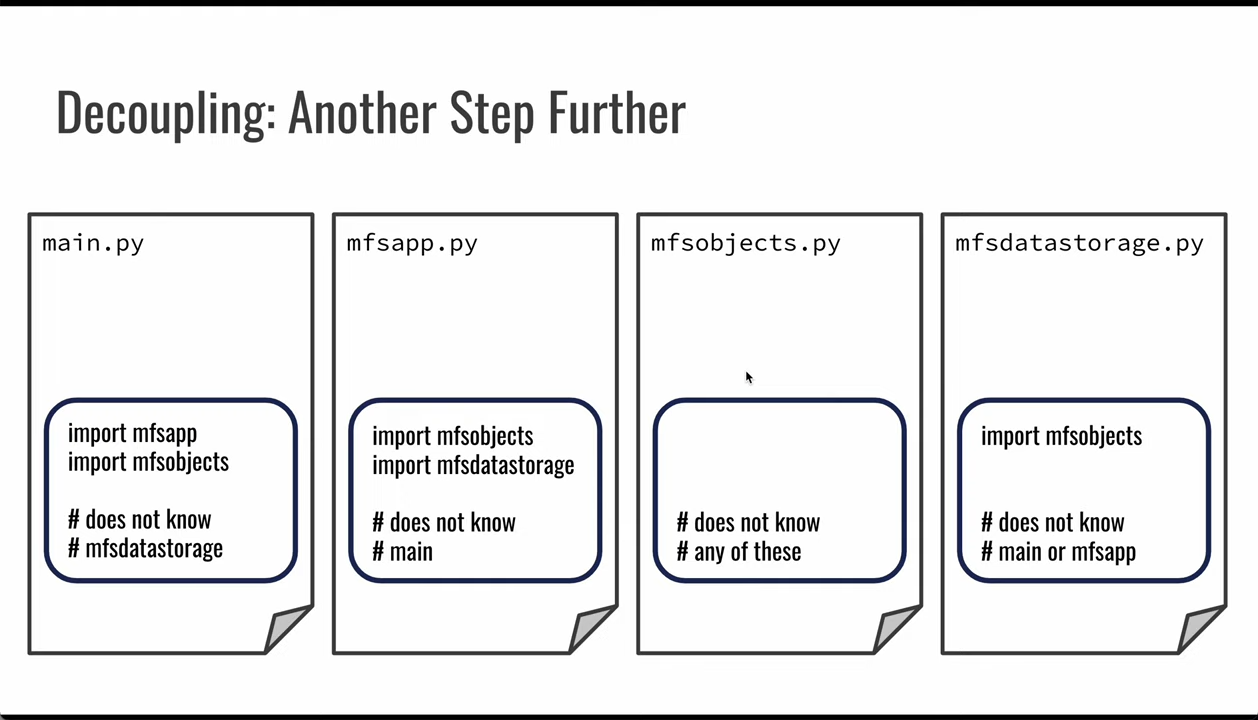 Decoupling: Another Step Further
main.py
import mfsapp
import mfsobjects
# does not know
# mfsdatastorage
mfsapp.py
import mfsobjects
import mfsdatastorage
# does not know
# main
mfsobjects.py
# does not know
# any of these
mfsdatastorage.py
import mfsobjects
# does not know
# main or mfsapp